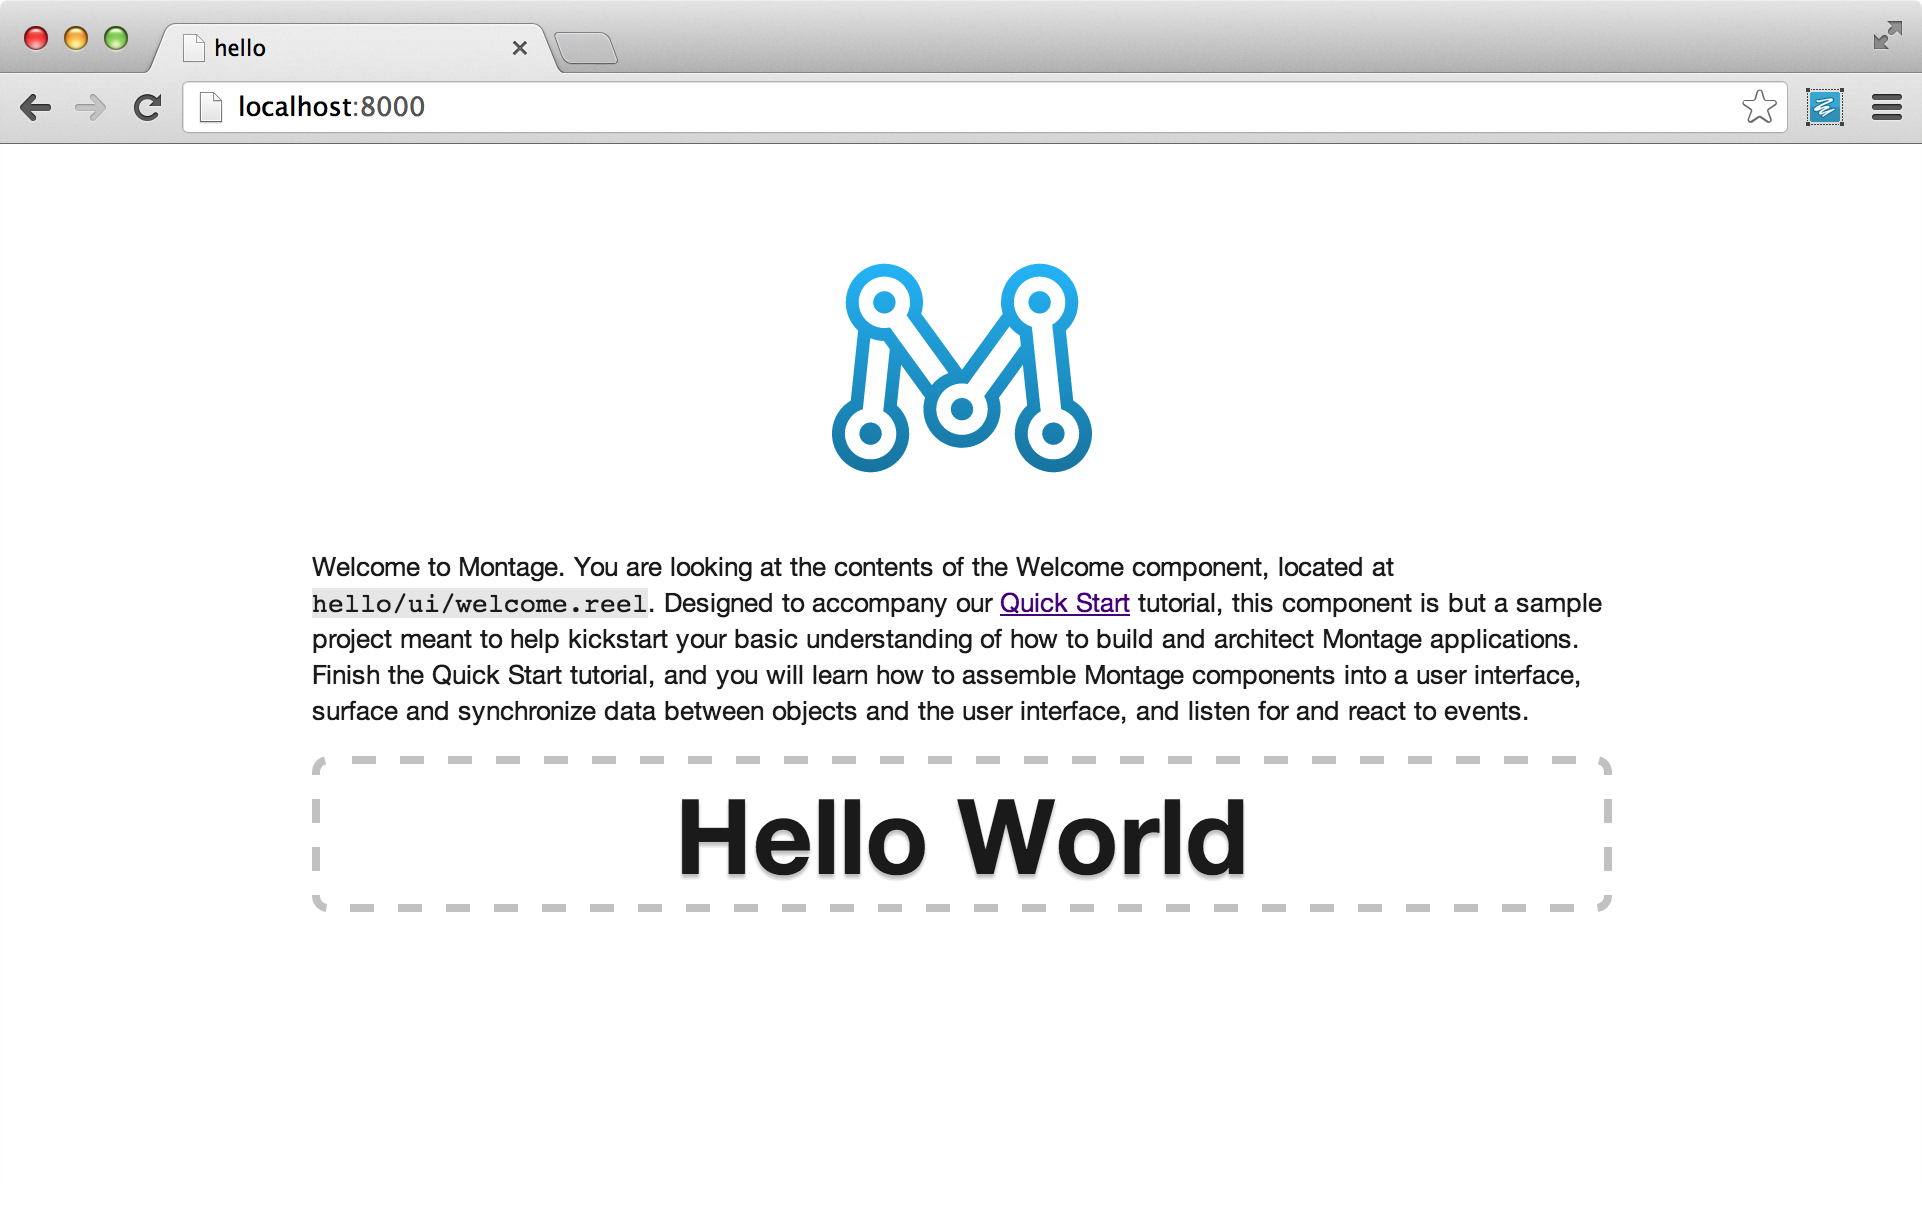 hello
localhost:8000
Welcome to Montage. You are looking at the contents of the Welcome component, located at
hello/ui/welcome.reel. Designed to accompany our Quick Start tutorial, this component is but a sample
project meant to help kickstart your basic understanding of how to build and architect Montage applications.
Finish the Quick Start tutorial, and you will learn how to assemble Montage components into a user interface,
surface and synchronize data between objects and the user interface, and listen for and react to events.
Hello World